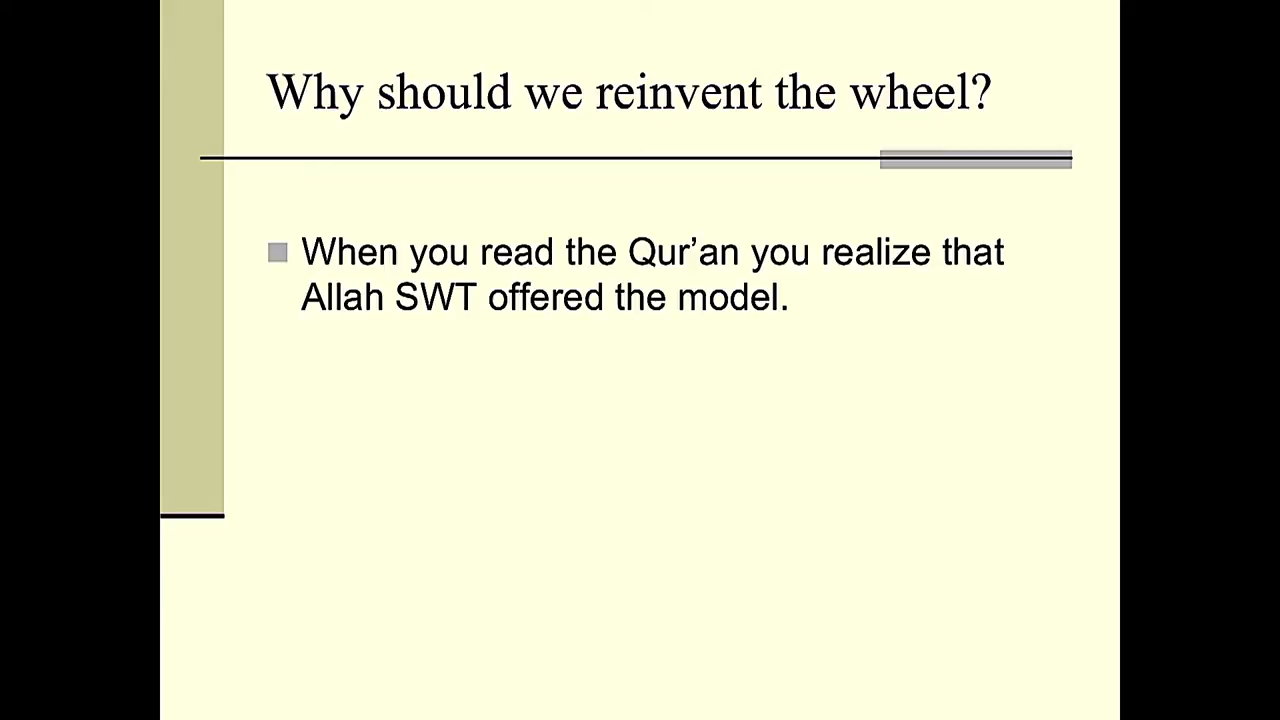 Why should we reinvent the wheel?
When you read the Qur’an you realize that
Allah SWT offered the model.